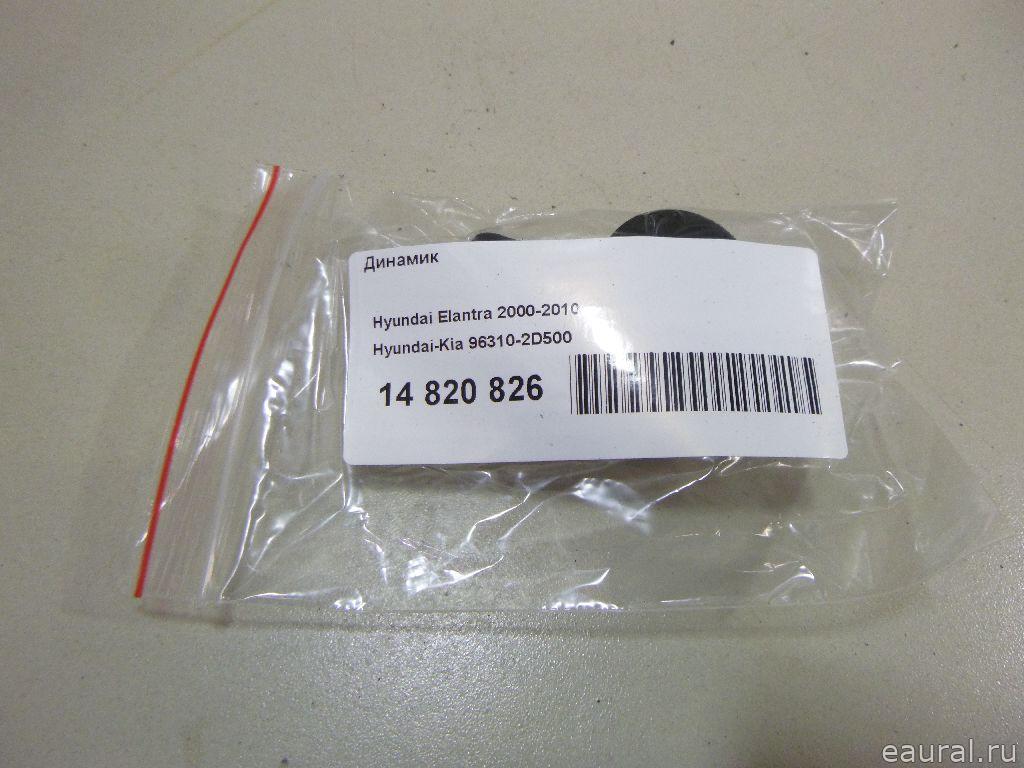 Динамик
Hyundai Elantra 2000-2010
Hyundai-Kia 96310-2D500
14 820 826
eaural.ru